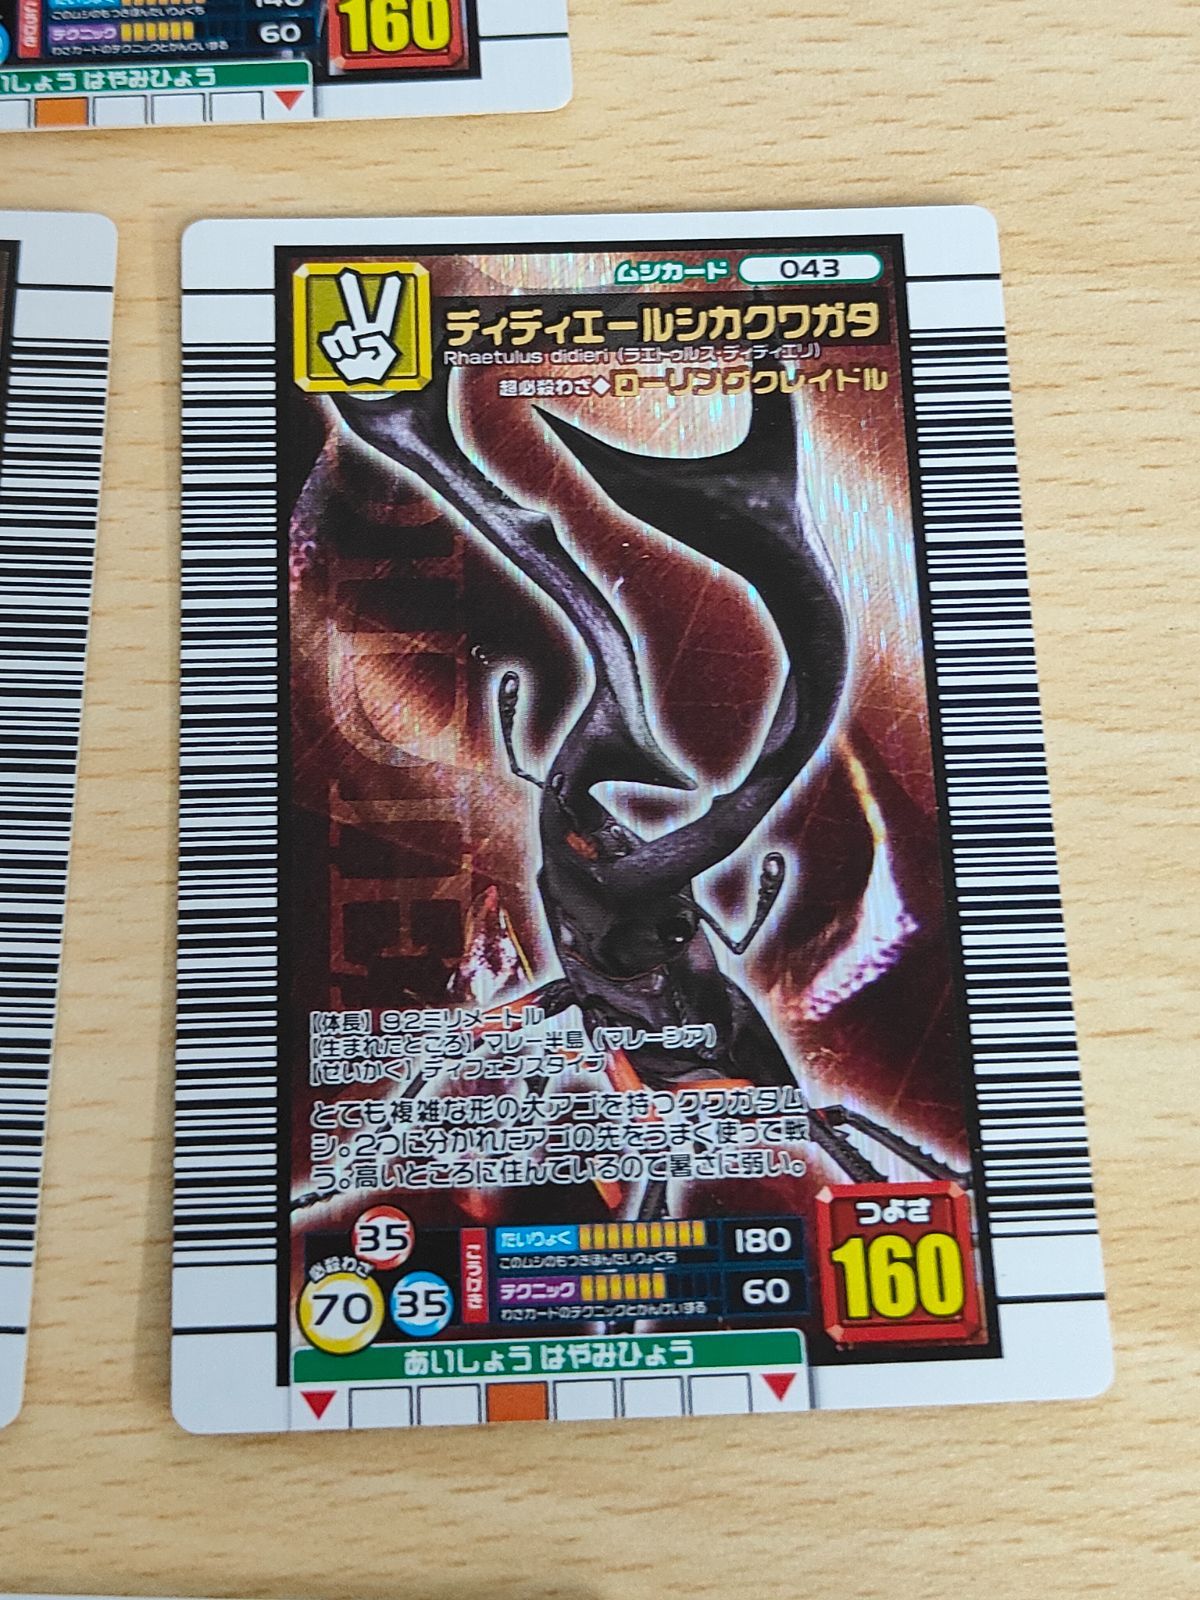 このムシのもつきほんたいりょくち
テクニック 60
わざカードのテクニックとかんけいする
160
いしょう はやみひょう
ムシカード 043
ディディエールシカクワガタ
Rhaetulus didieri (ラエトゥルス・ディディエリ)
超必殺わざ◆ローリングクレイドル
DIDIE
【体長】92ミリメートル
【生まれたところ】マレー半島(マレーシア)
【せいかく】ディフェンスタイプ
とても複雑な形の大アゴを持つクワガタム
シ。2つに分かれたアゴの先をうまく使って戦
う。高いところに住んでいるので暑さに弱い。
35
必殺わざ
70 35
たいりょく 180
このムシのもつきほんたいりょくち
テクニック 60
わざカードのテクニックとかんけいする
つよさ
160
あいしょう はやみひょう